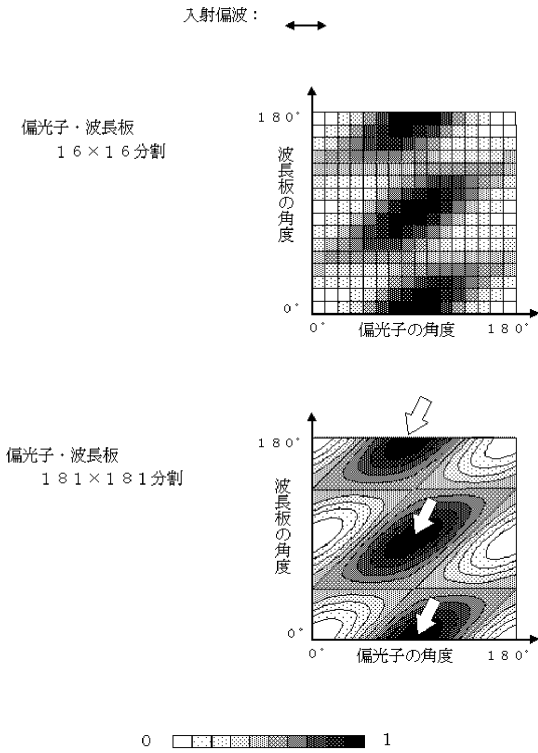 入射偏波：
偏光子・波長板
１６×１６分割
１８０°
波長板の角度
０°
０°
偏光子の角度
１８０°
偏光子・波長板
１８１×１８１分割
１８０°
波長板の角度
０°
０°
偏光子の角度
１８０°
０
１